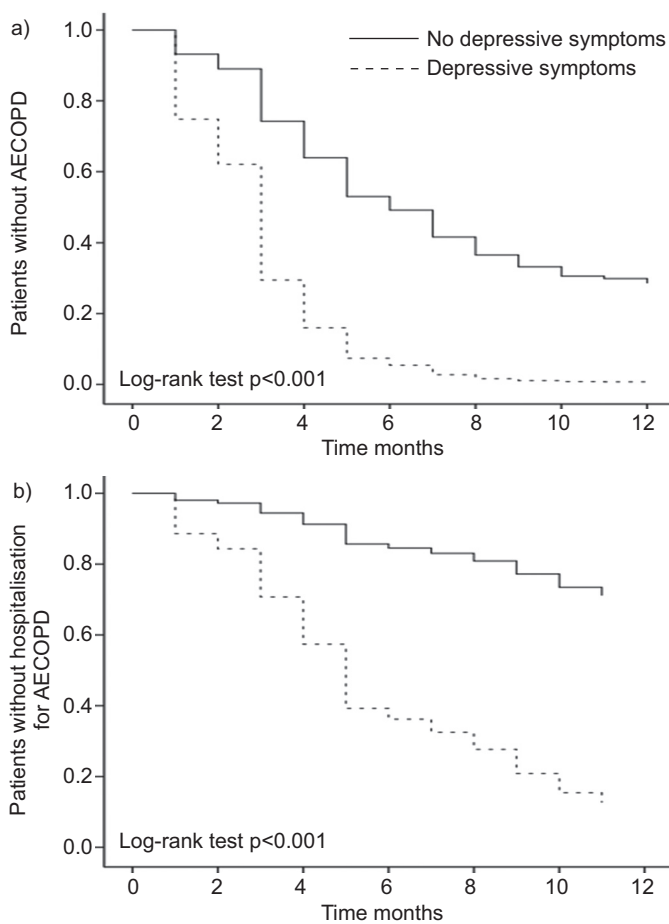 a)
No depressive symptoms
Depressive symptoms
Patients without AECOPD
1.0
0.8
0.6
0.4
0.2
0.0
Log-rank test p<0.001
0 2 4 6 8 10 12
Time months
b)
Patients without hospitalisation
for AECOPD
1.0
0.8
0.6
0.4
0.2
0.0
Log-rank test p<0.001
0 2 4 6 8 10 12
Time months